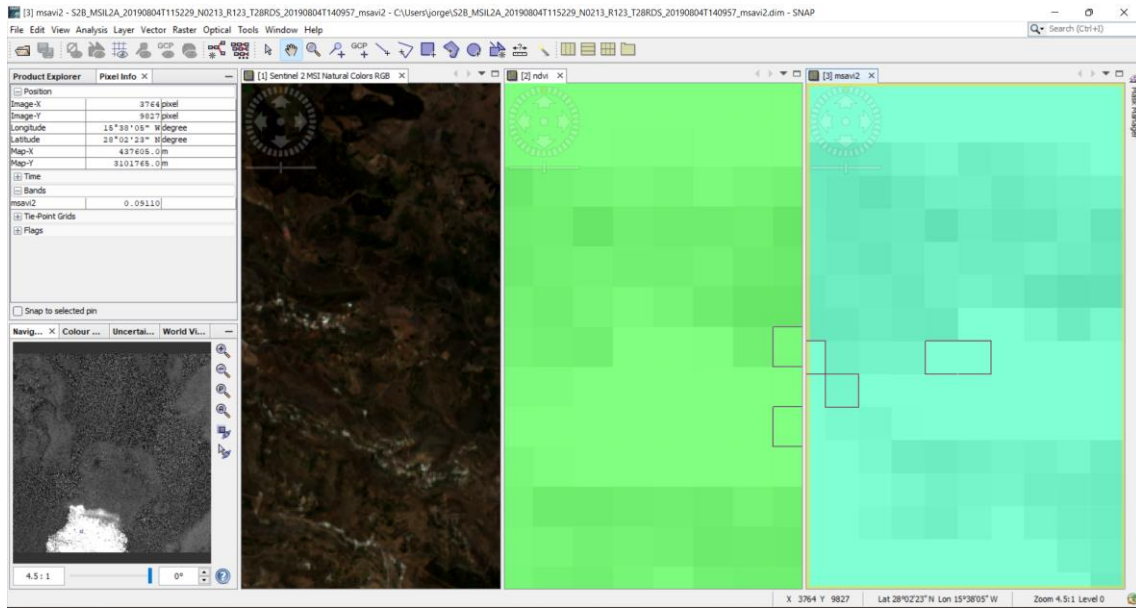 [3] msavi2 - S2B_MSIL2A_20190804T115229_N0213_R123_T28RDS_20190804T140957_msavi2 - C:\Users\jorge\S2B_MSIL2A_20190804T115229_N0213_R123_T28RDS_20190804T140957_msavi2.dim - SNAP
File Edit View Analysis Layer Vector Raster Optical Tools Window Help
Search (Ctrl+I)
GCP GCP
Product Explorer Pixel Info
[1] Sentinel 2 MSI Natural Colors RGB
[2] ndvi
[3] msavi2
Mask Manager
Position
Image-X 3764 pixel
Image-Y 9827 pixel
Longitude 15°38'05" W degree
Latitude 28°02'23" N degree
Map-X 437605.0 m
Map-Y 3101765.0 m
Time
Bands
msavi2 0.09110
Tie-Point Grids
Flags
Snap to selected pin
Navig... Colour ... Uncertai... World Vi...
4.5 : 1 0°
X 3764 Y 9827 Lat 28°02'23" N Lon 15°38'05" W Zoom 4.5:1 Level 0